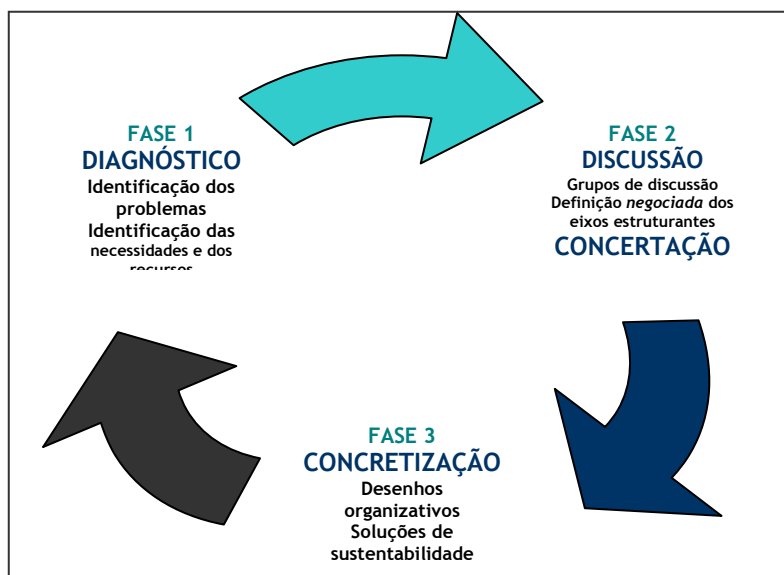 FASE 1
DIAGNÓSTICO
Identificação dos
problemas
Identificação das
necessidades e dos
recursos
FASE 2
DISCUSSÃO
Grupos de discussão
Definição negociada dos
eixos estruturantes
CONCERTAÇÃO
FASE 3
CONCRETIZAÇÃO
Desenhos
organizativos
Soluções de
sustentabilidade